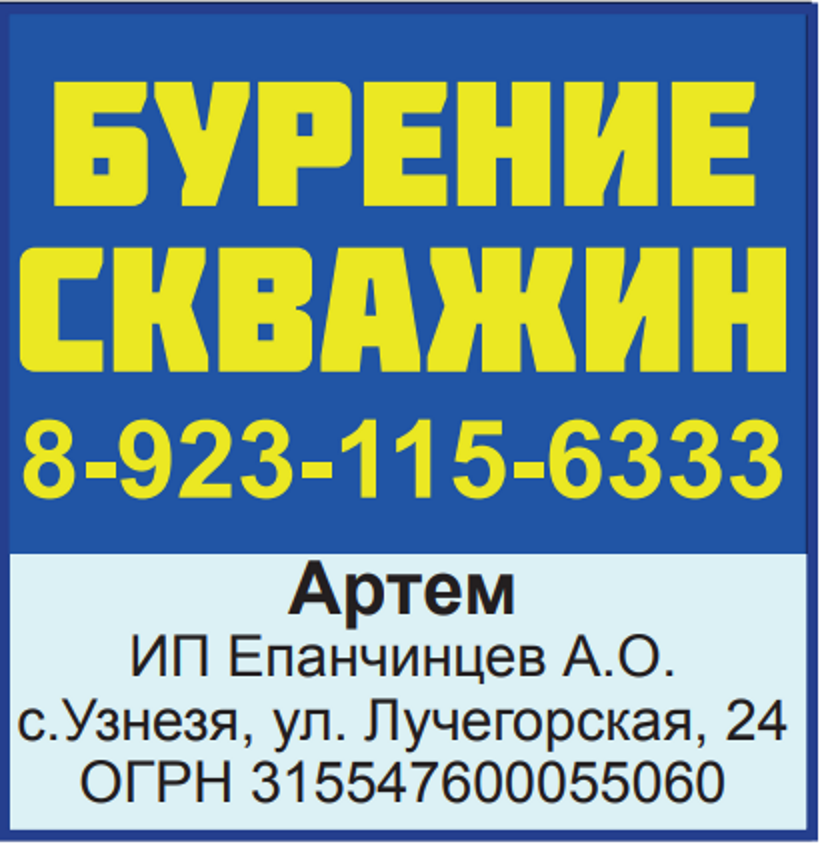 БУРЕНИЕ
СКВАЖИН
8-923-115-6333
Артем
ИП Епанчинцев А.О.
с.Узнезя, ул. Лучегорская, 24
ОГРН 315547600055060